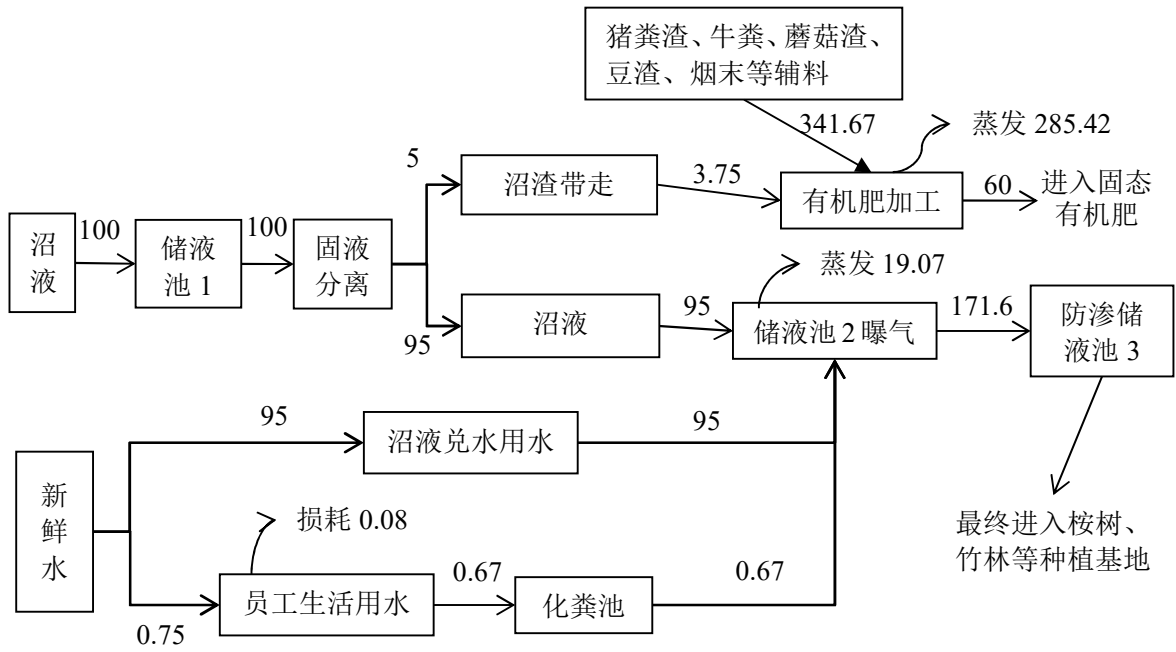 猪粪渣、牛粪、蘑菇渣、
豆渣、烟末等辅料
341.67
蒸发 285.42
5
沼渣带走
3.75
有机肥加工
60
进入固态
有机肥
沼
液
100
储液
池 1
100
固液
分离
蒸发 19.07
95
沼液
95
储液池 2 曝气
171.6
防渗储
液池 3
95
沼液兑水用水
95
新
鲜
水
损耗 0.08
最终进入桉树、
竹林等种植基地
0.75
员工生活用水
0.67
化粪池
0.67